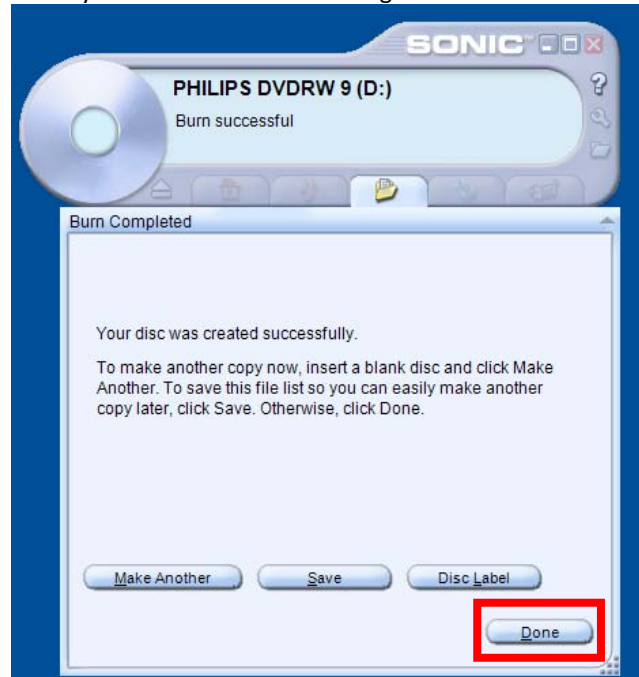 SONIC
PHILIPS DVDRW 9 (D:)
Burn successful
Burn Completed
Your disc was created successfully.
To make another copy now, insert a blank disc and click Make
Another. To save this file list so you can easily make another
copy later, click Save. Otherwise, click Done.
Make Another
Save
Disc Label
Done